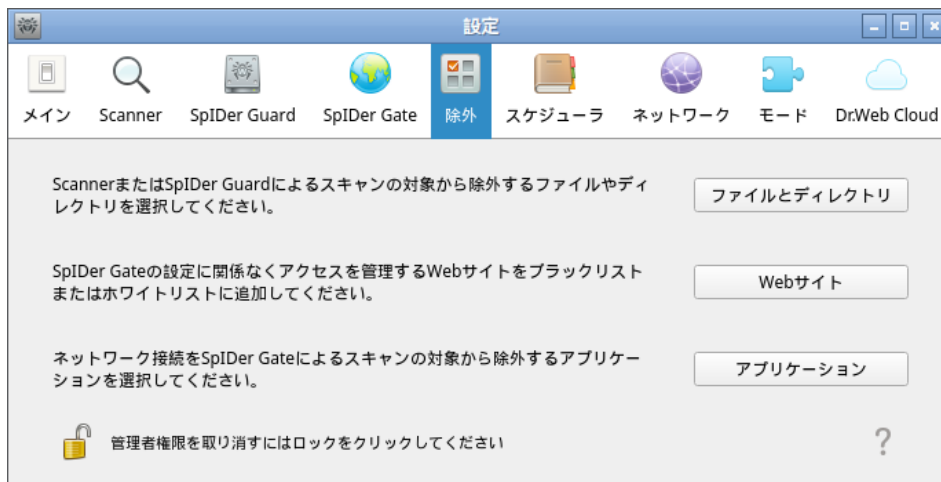 設定
メイン
Scanner
SpIDer Guard
SpIDer Gate
除外
スケジューラ
ネットワーク
モード
Dr.Web Cloud
ScannerまたはSpIDer Guardによるスキャンの対象から除外するファイルやディ
レクトリを選択してください。
ファイルとディレクトリ
SpIDer Gateの設定に関係なくアクセスを管理するWebサイトをブラックリスト
またはホワイトリストに追加してください。
Webサイト
ネットワーク接続をSpIDer Gateによるスキャンの対象から除外するアプリケー
ションを選択してください。
アプリケーション
管理者権限を取り消すにはロックをクリックしてください
?